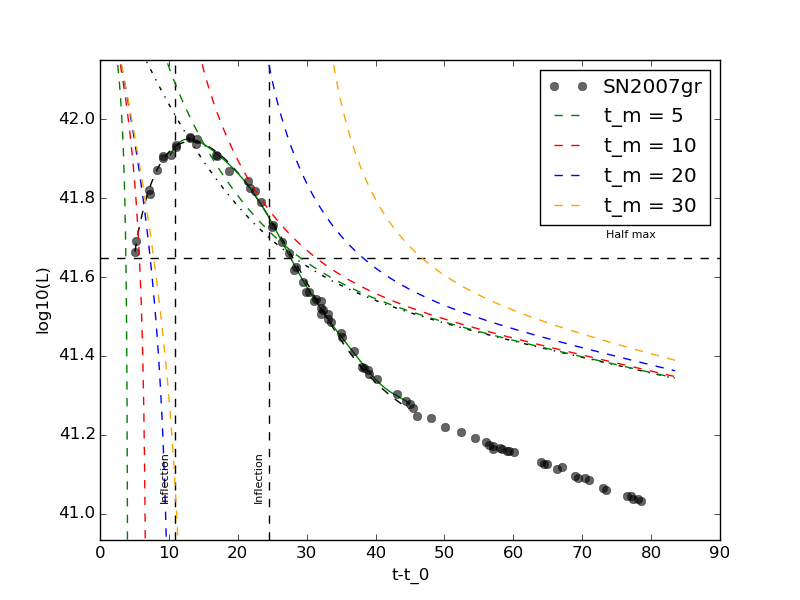 SN2007gr
t_m = 5
t_m = 10
t_m = 20
t_m = 30
Half max
42.0
41.8
41.6
41.4
41.2
41.0
log10(L)
Inflection
Inflection
0 10 20 30 40 50 60 70 80 90
t-t_0